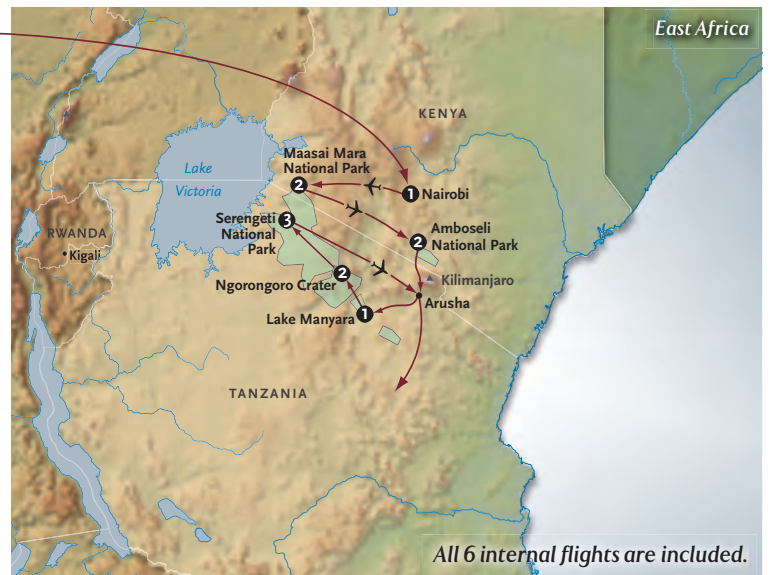 East Africa
KENYA
Maasai Mara
National Park
2
1 Nairobi
Lake
Victoria
Serengeti
National
Park
3
2 Amboseli
National Park
RWANDA
Kigali
Ngorongoro Crater
2
Kilimanjaro
Arusha
Lake Manyara
1
TANZANIA
All 6 internal flights are included.